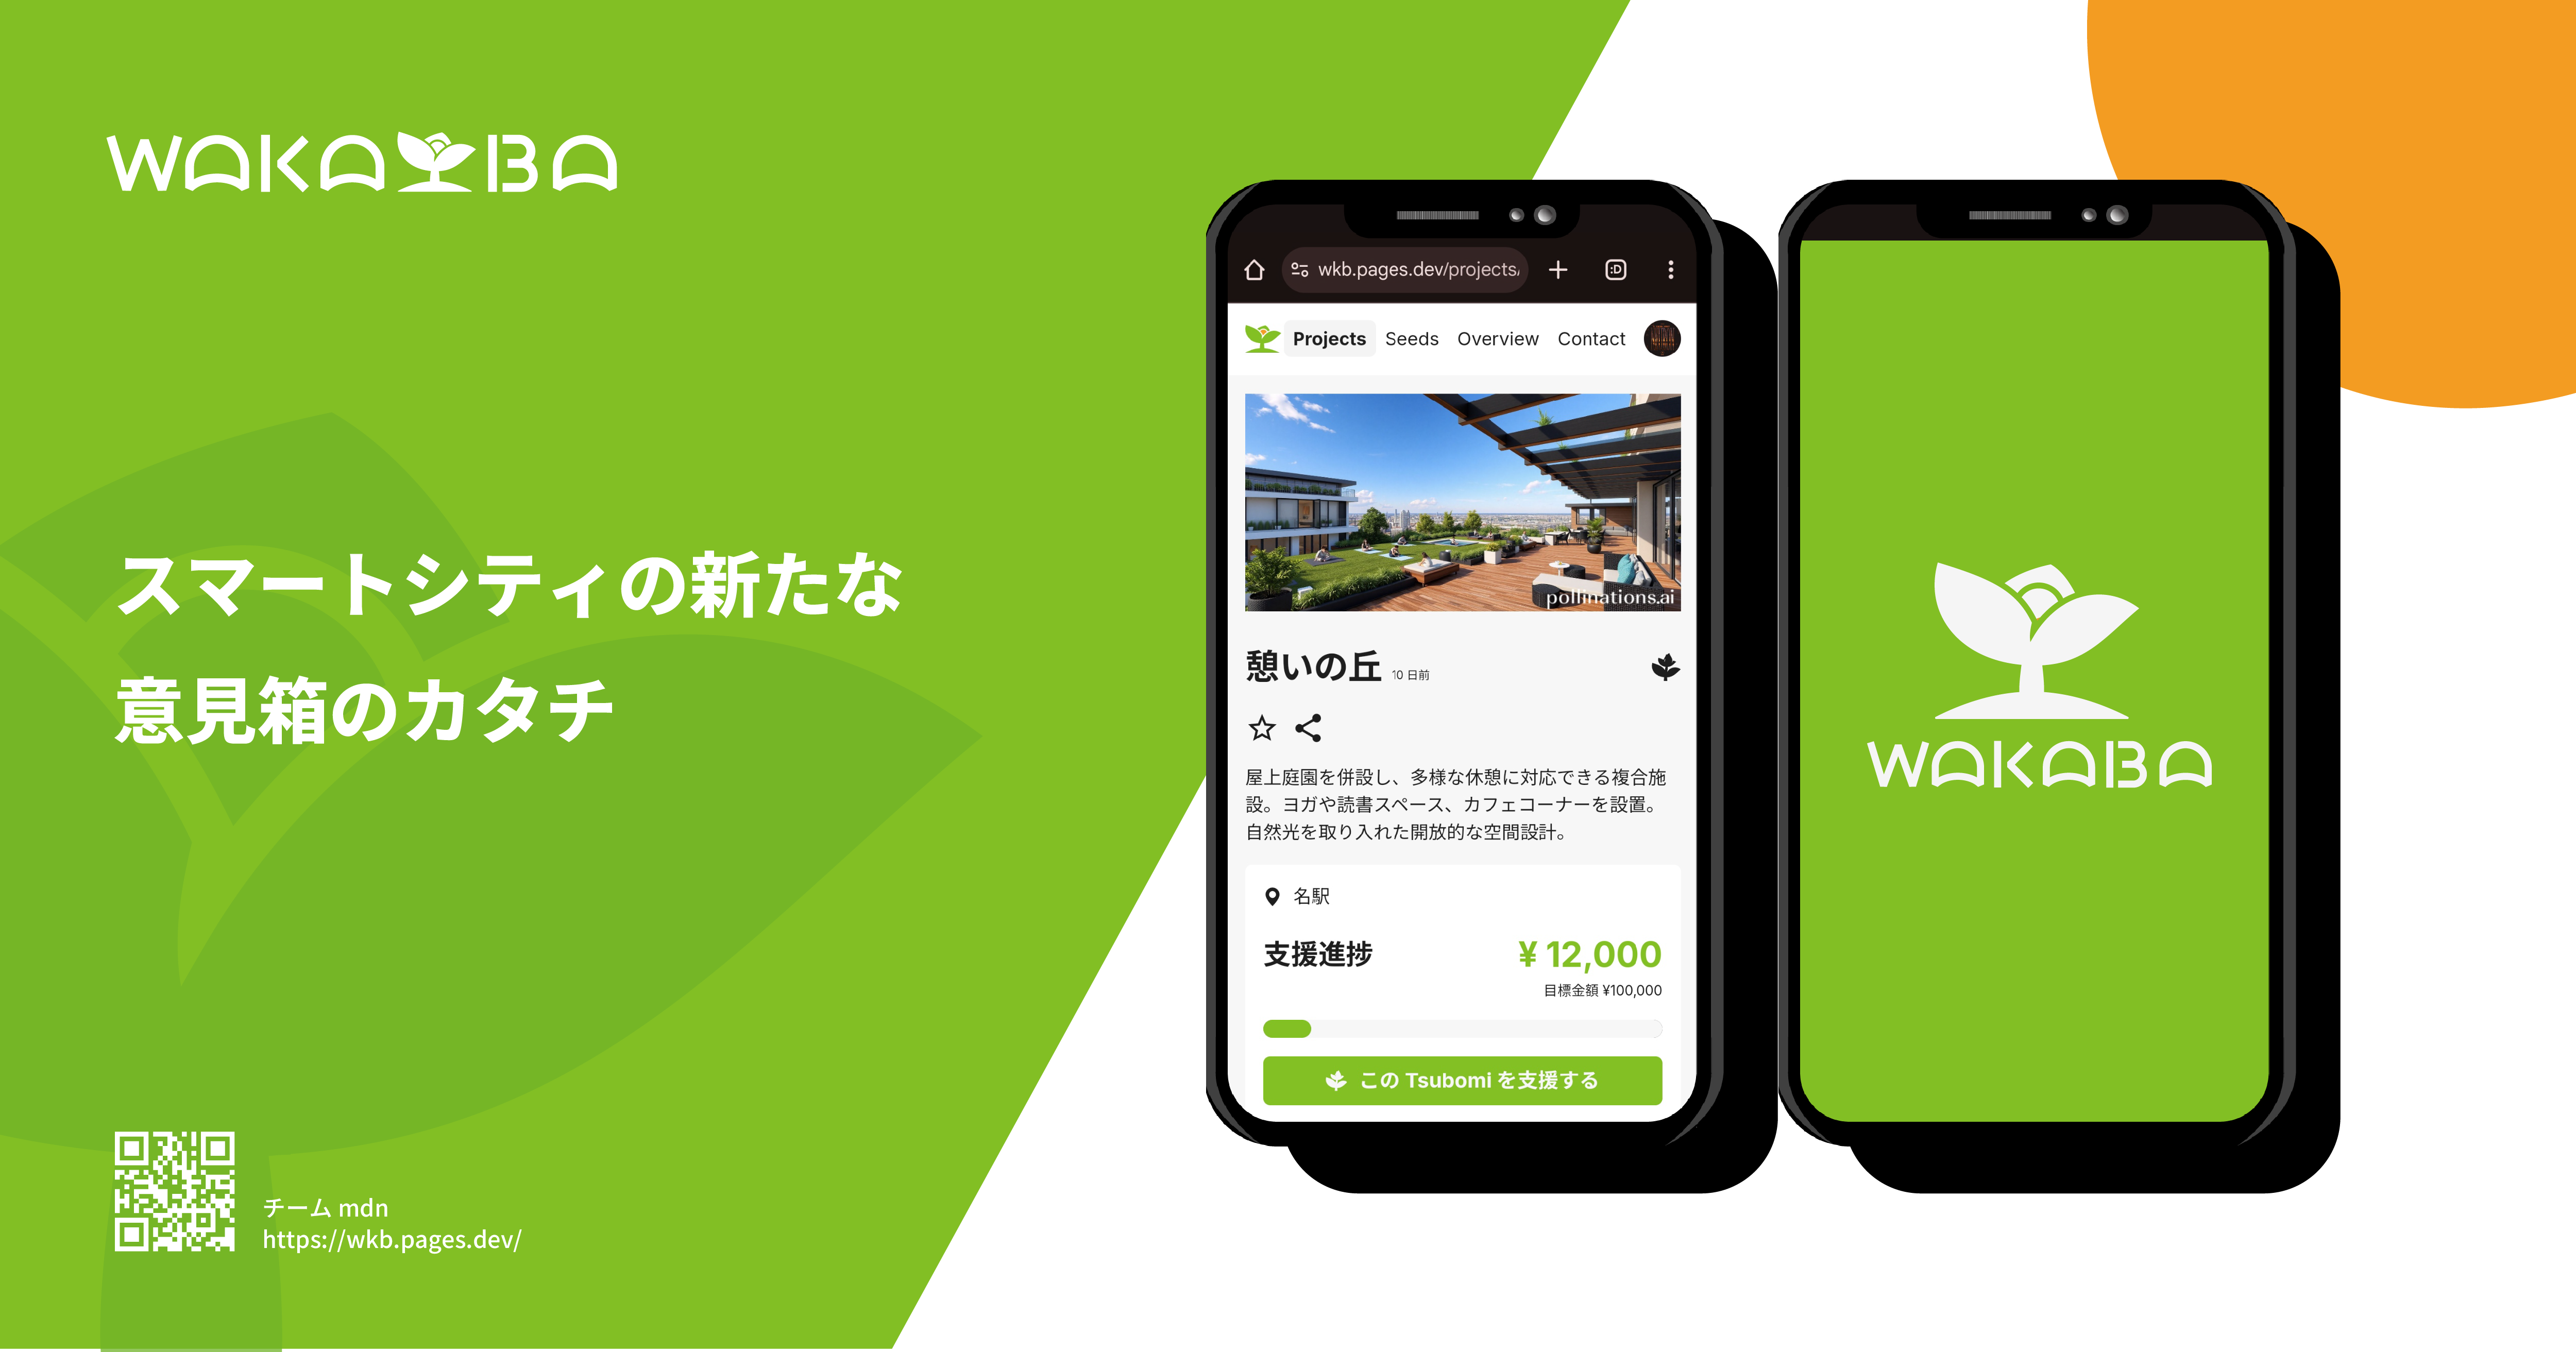 WAKABA
スマートシティの新たな
意見箱のカタチ
チーム mdn
https://wkb.pages.dev/
wkb.pages.dev/projects/
:D
Projects Seeds Overview Contact
pollinations.ai
憩いの丘 10 日前
屋上庭園を併設し、多様な休憩に対応できる複合施
設。ヨガや読書スペース、カフェコーナーを設置。
自然光を取り入れた開放的な空間設計。
名駅
支援進捗 ¥ 12,000
目標金額 ¥100,000
この Tsubomi を支援する
WAKABA